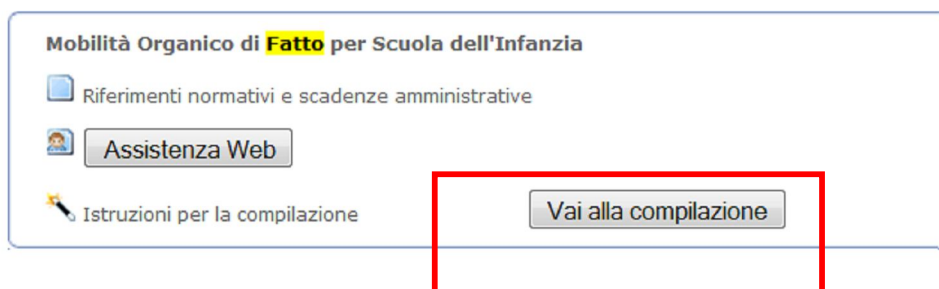 Mobilità Organico di Fatto per Scuola dell'Infanzia
Riferimenti normativi e scadenze amministrative
Assistenza Web
Istruzioni per la compilazione Vai alla compilazione